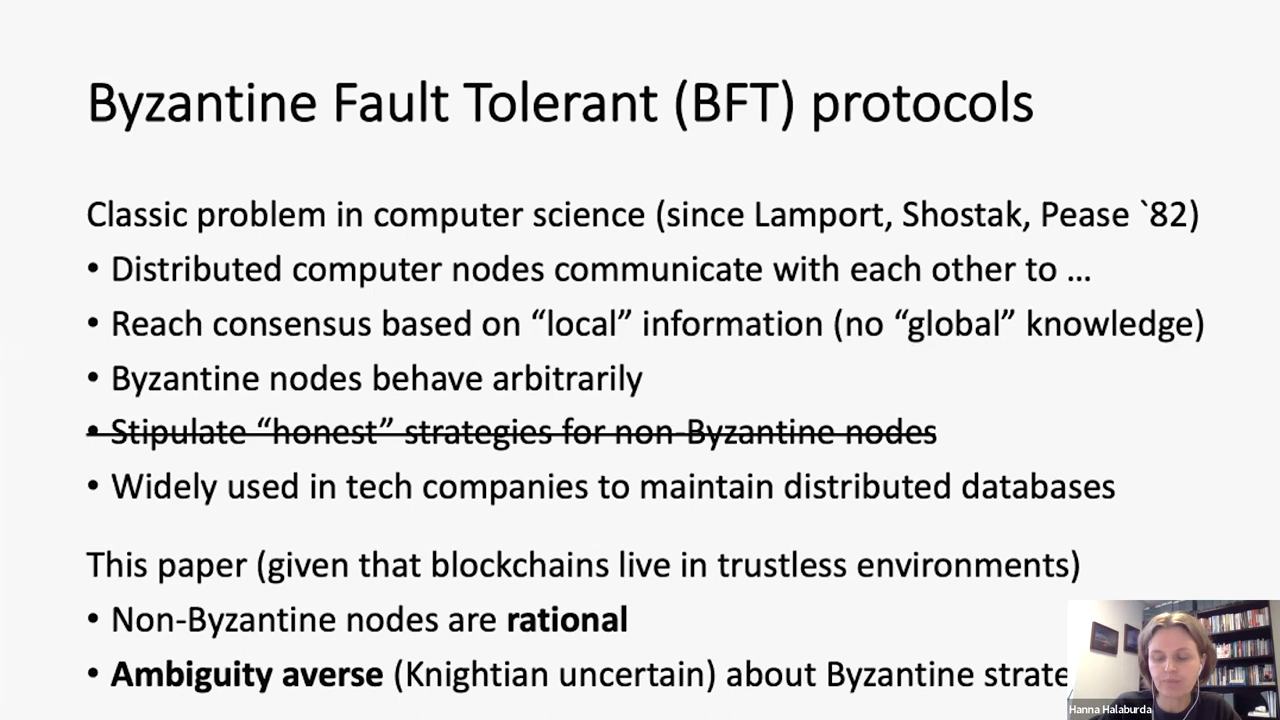 Byzantine Fault Tolerant (BFT) protocols
Classic problem in computer science (since Lamport, Shostak, Pease `82)
• Distributed computer nodes communicate with each other to ...
• Reach consensus based on “local” information (no “global” knowledge)
• Byzantine nodes behave arbitrarily
• Stipulate “honest” strategies for non-Byzantine nodes
• Widely used in tech companies to maintain distributed databases
This paper (given that blockchains live in trustless environments)
• Non-Byzantine nodes are rational
• Ambiguity averse (Knightian uncertain) about Byzantine strate
Hanna Halaburda